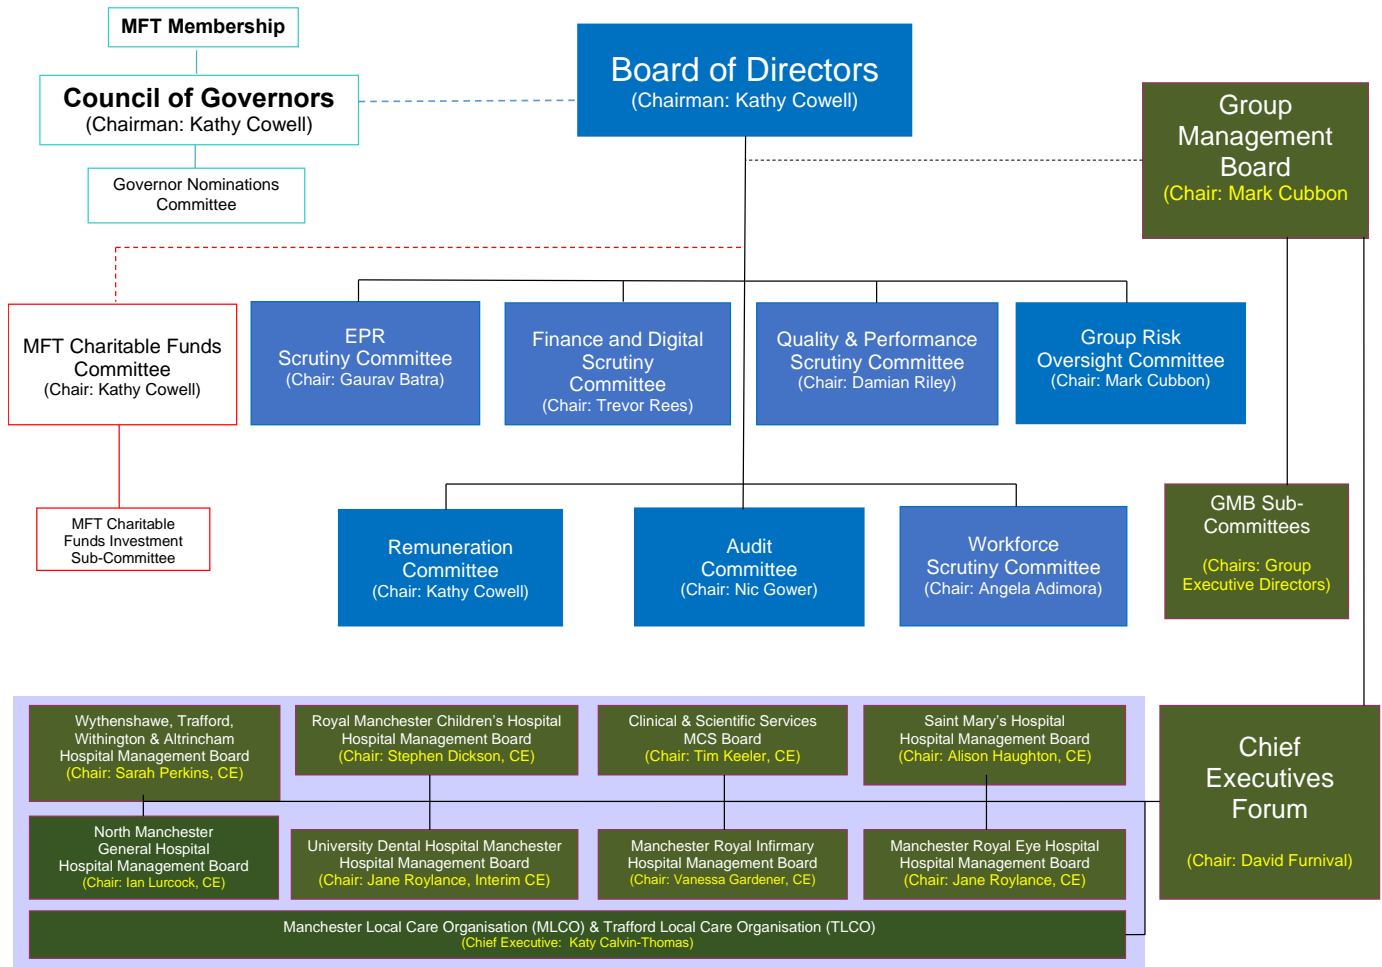 MFT Membership
Council of Governors
(Chairman: Kathy Cowell)
Governor Nominations
Committee
Board of Directors
(Chairman: Kathy Cowell)
Group
Management
Board
(Chair: Mark Cubbon
MFT Charitable Funds
Committee
(Chair: Kathy Cowell)
EPR
Scrutiny Committee
(Chair: Gaurav Batra)
Finance and Digital
Scrutiny
Committee
(Chair: Trevor Rees)
Quality & Performance
Scrutiny Committee
(Chair: Damian Riley)
Group Risk
Oversight Committee
(Chair: Mark Cubbon)
MFT Charitable
Funds Investment
Sub-Committee
Remuneration
Committee
(Chair: Kathy Cowell)
Audit
Committee
(Chair: Nic Gower)
Workforce
Scrutiny Committee
(Chair: Angela Adimora)
GMB Sub-
Committees
(Chairs: Group
Executive Directors)
Wythenshawe, Trafford,
Withington & Altrincham
Hospital Management Board
(Chair: Sarah Perkins, CE)
Royal Manchester Children's Hospital
Hospital Management Board
(Chair: Stephen Dickson, CE)
Clinical & Scientific Services
MCS Board
(Chair: Tim Keeler, CE)
Saint Mary's Hospital
Hospital Management Board
(Chair: Alison Haughton, CE)
Chief
Executives
Forum
(Chair: David Furnival)
North Manchester
General Hospital
Hospital Management Board
(Chair: Ian Lurcock, CE)
University Dental Hospital Manchester
Hospital Management Board
(Chair: Jane Roylance, Interim CE)
Manchester Royal Infirmary
Hospital Management Board
(Chair: Vanessa Gardener, CE)
Manchester Royal Eye Hospital
Hospital Management Board
(Chair: Jane Roylance, CE)
Manchester Local Care Organisation (MLCO) & Trafford Local Care Organisation (TLCO)
(Chief Executive: Katy Calvin-Thomas)